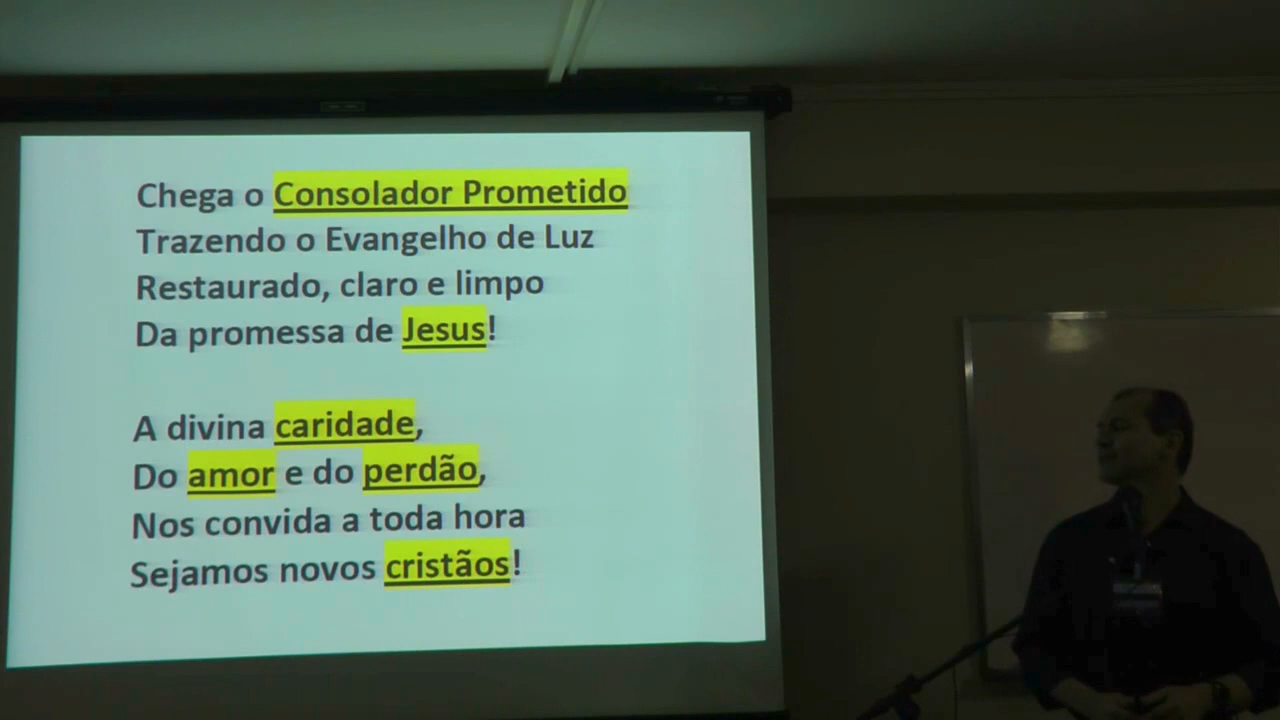 Chega o Consolador Prometido
Trazendo o Evangelho de Luz
Restaurado, claro e limpo
Da promessa de Jesus!
A divina caridade,
Do amor e do perdão,
Nos convida a toda hora
Sejamos novos cristãos!